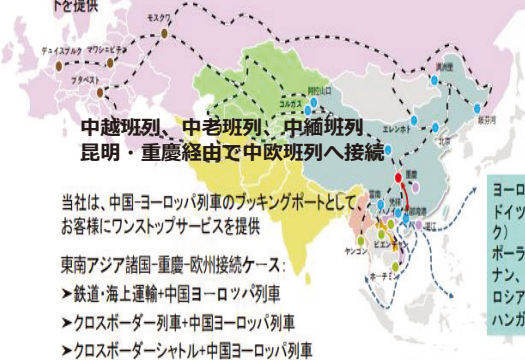 下を提供
モスクワ
デュイスブルク マワシェビチェ
ブタペスト
満洲里
阿拉山口
コルガス
綏芬河
エレンホト
北京
中越班列、中老班列、中緬班列
昆明・重慶経由で中欧班列へ接続
重慶
昆明
ヤンゴン
ビエンチャン
ホーチミン
湛江
当社は、中国-ヨーロッパ列車のブッキングポートとして、
お客様にワンストップサービスを提供
東南アジア諸国-重慶-欧州接続ケース:
➤鉄道・海上運輸+中国ヨーロッパ列車
➤クロスボーダー列車+中国ヨーロッパ列車
➤クロスボーダーシャトル+中国ヨーロッパ列車
ヨーロ
ドイツ
ク)
ポーラ
ナン、
ロシア
ハンガ